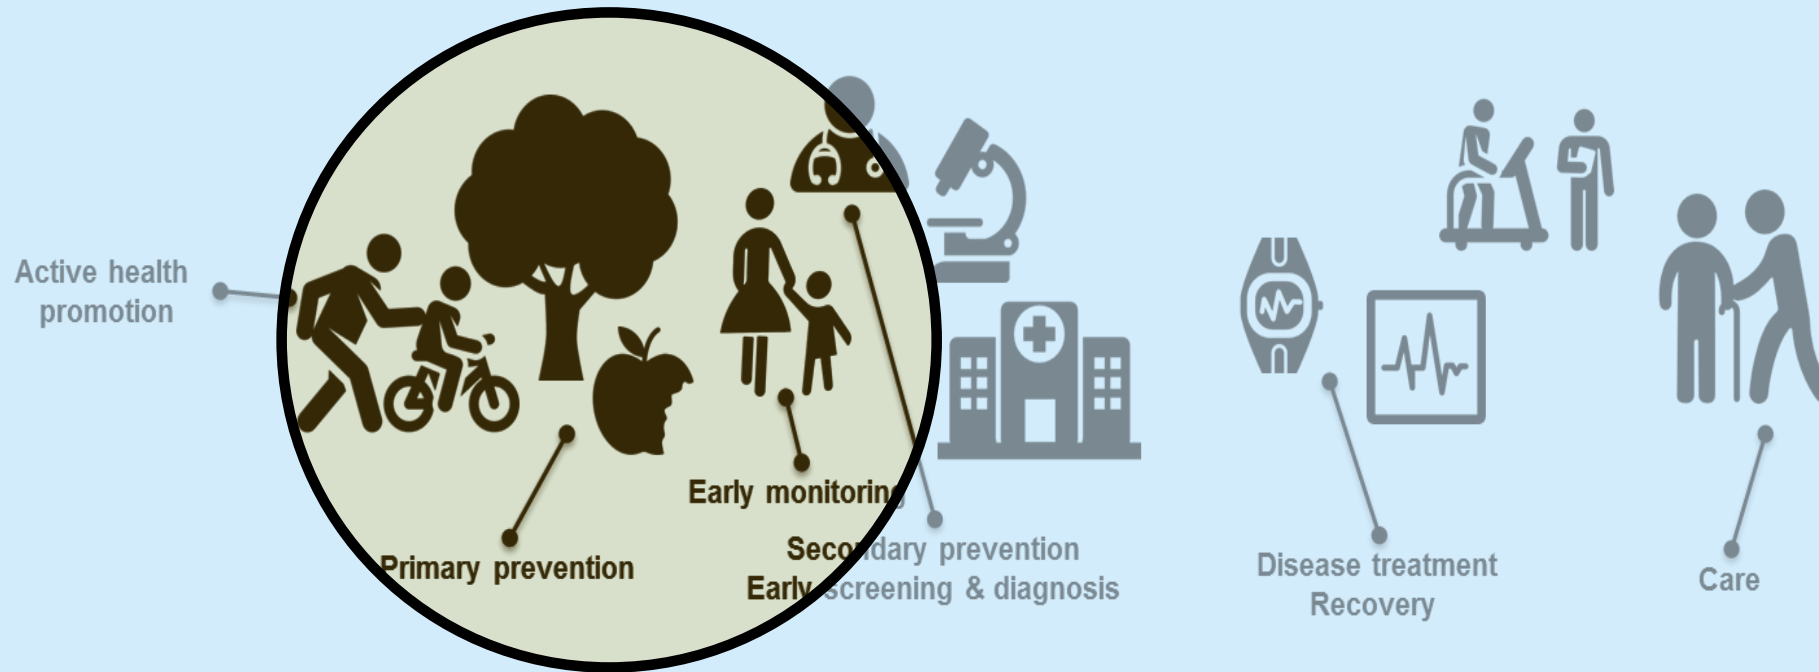 Active health
promotion
Primary prevention
Early monitoring
Secondary prevention
Early screening & diagnosis
Disease treatment
Recovery
Care